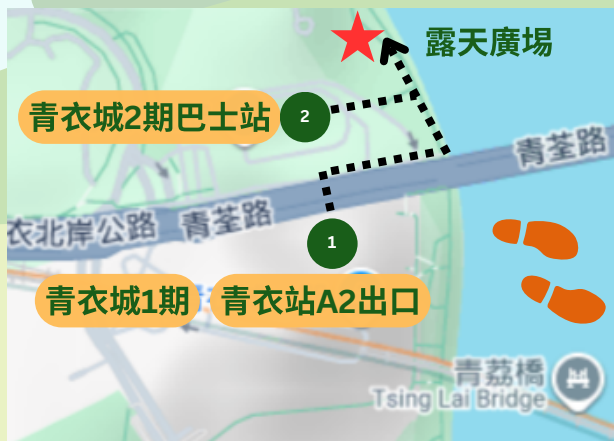 露天廣場
青衣城2期巴士站
2
青荃路
衣北岸公路
青荃路
1
青衣城1期
青衣站A2出口
青荔橋
Tsing Lai Bridge